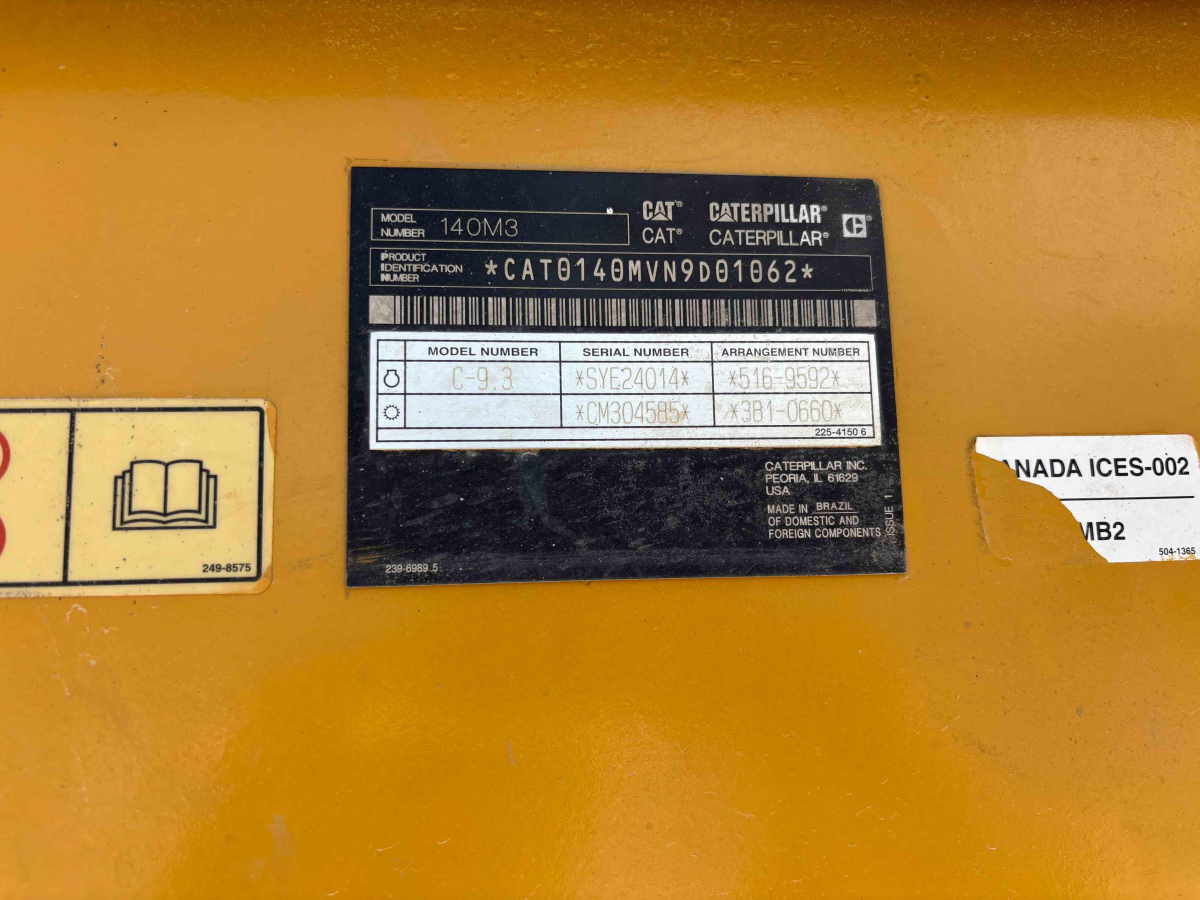 MODEL NUMBER 140M3
CAT® CATERPILLAR®
CAT® CATERPILLAR®
PRODUCT IDENTIFICATION NUMBER *CAT0140MVN9D01062*
MODEL NUMBER SERIAL NUMBER ARRANGEMENT NUMBER
C-9.3 *SYE24014* *516-9592*
*CM304585* *381-0660*
225-4150 6
CATERPILLAR INC.
PEORIA, IL 61629
USA
MADE IN BRAZIL
OF DOMESTIC AND
FOREIGN COMPONENTS
ISSUE 1
239-6989 5
249-8575
ANADA ICES-002
MB2
504-1365